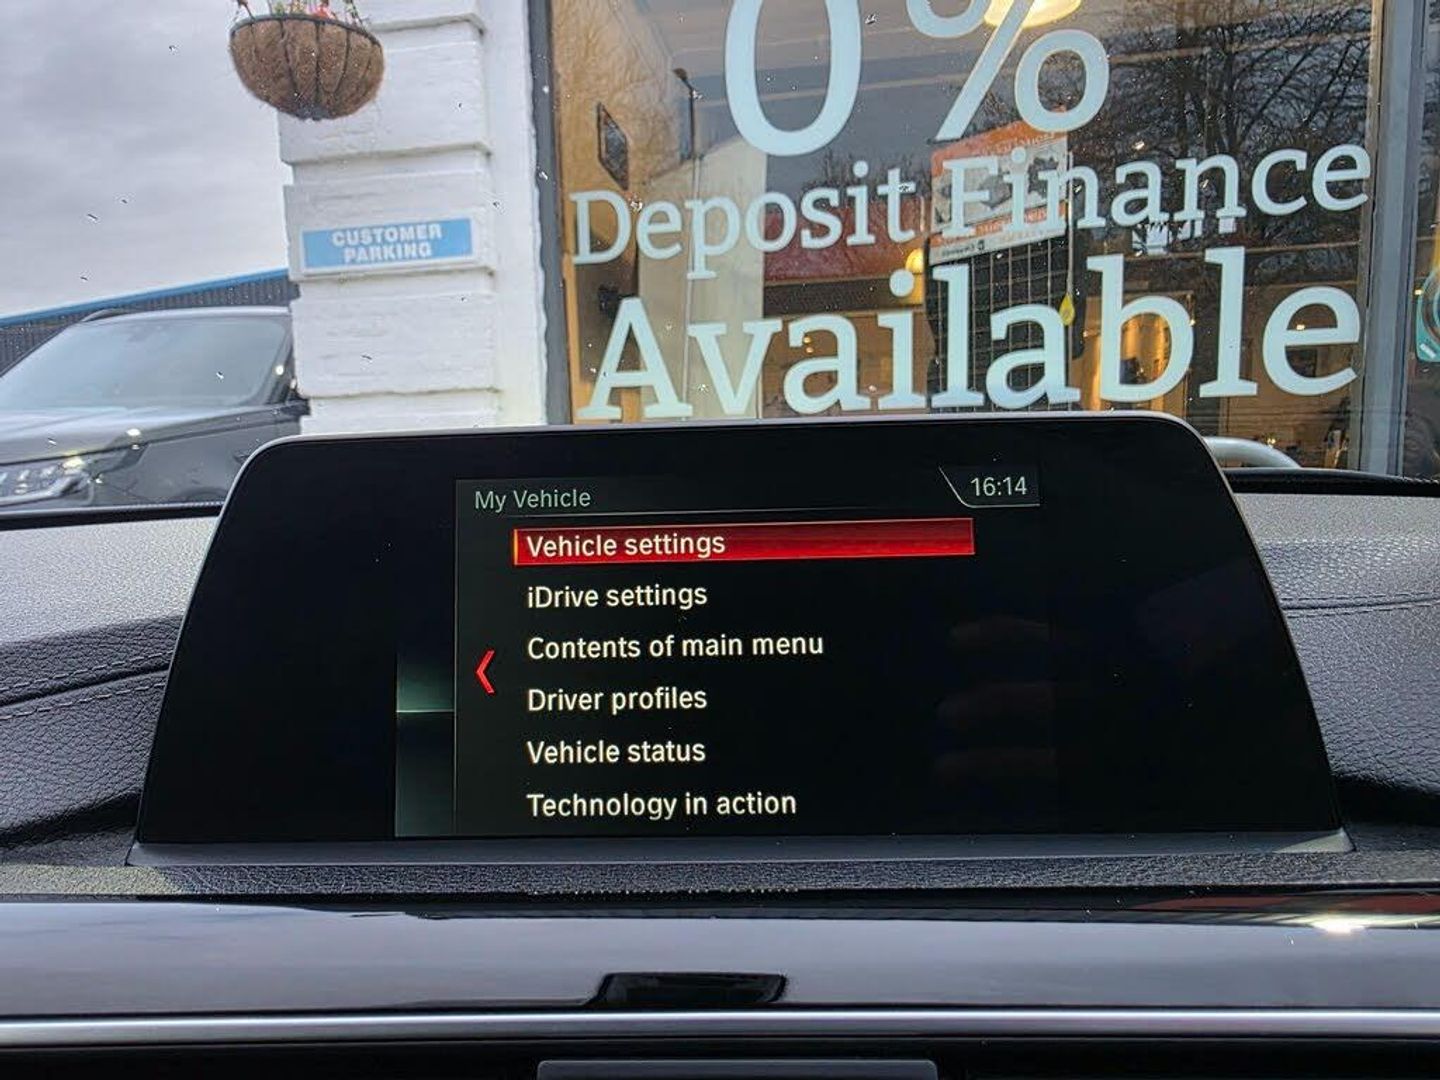 0%
Deposit Finance
Available
CUSTOMER
PARKING
My Vehicle
16:14
Vehicle settings
iDrive settings
Contents of main menu
Driver profiles
Vehicle status
Technology in action